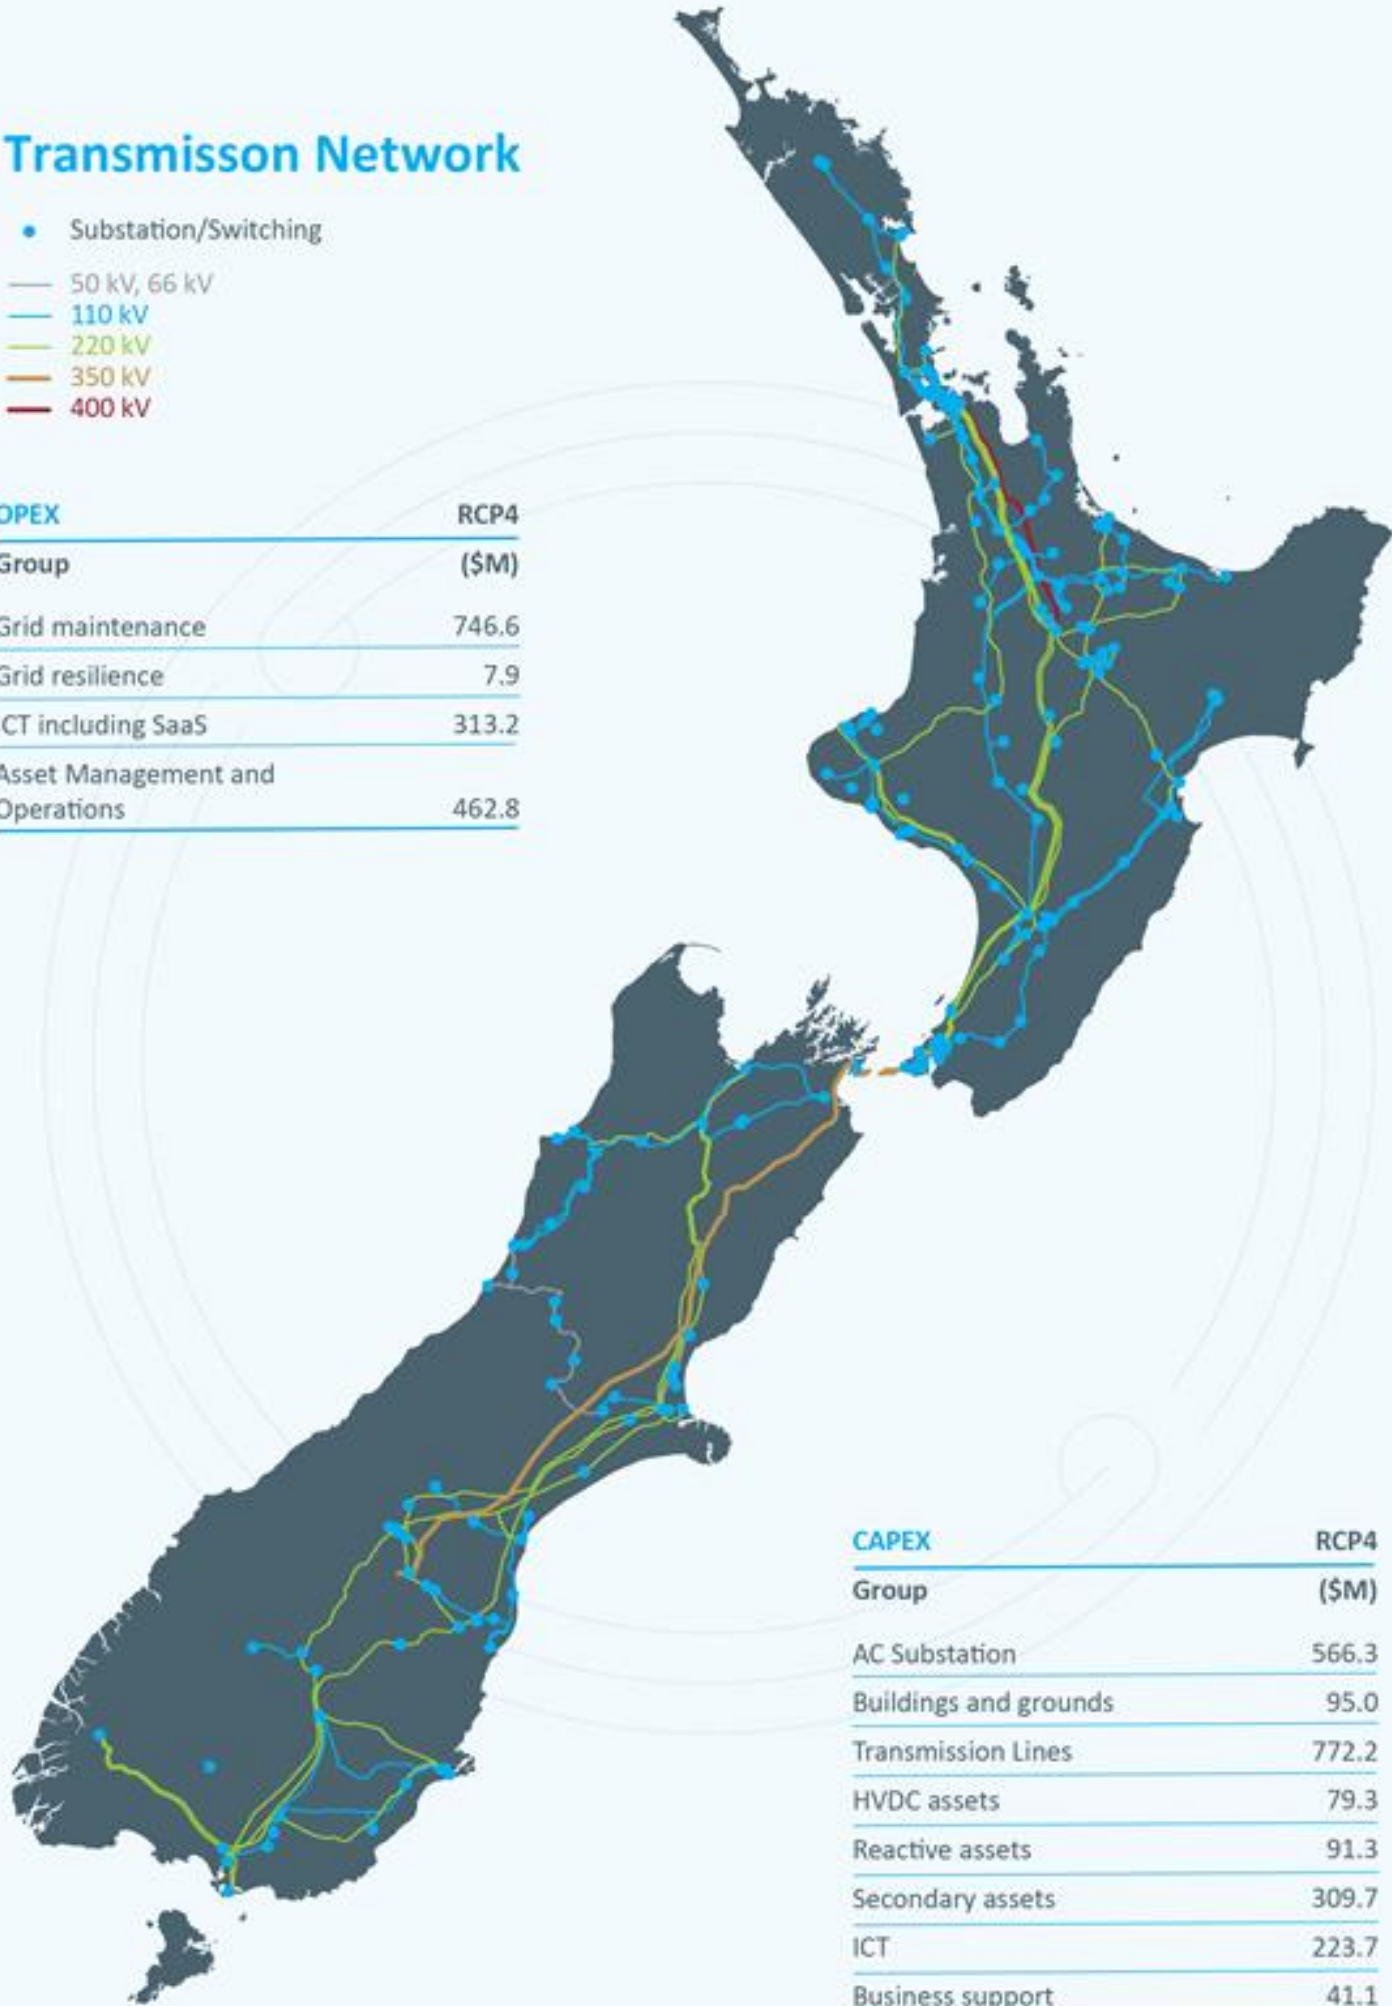 Transmisson Network
Substation/Switching
50 kV, 66 kV
110 kV
220 kV
350 kV
400 kV
OPEX RCP4
Group ($M)
Grid maintenance 746.6
Grid resilience 7.9
ICT including SaaS 313.2
Asset Management and
Operations 462.8
CAPEX RCP4
Group ($M)
AC Substation 566.3
Buildings and grounds 95.0
Transmission Lines 772.2
HVDC assets 79.3
Reactive assets 91.3
Secondary assets 309.7
ICT 223.7
Business support 41.1